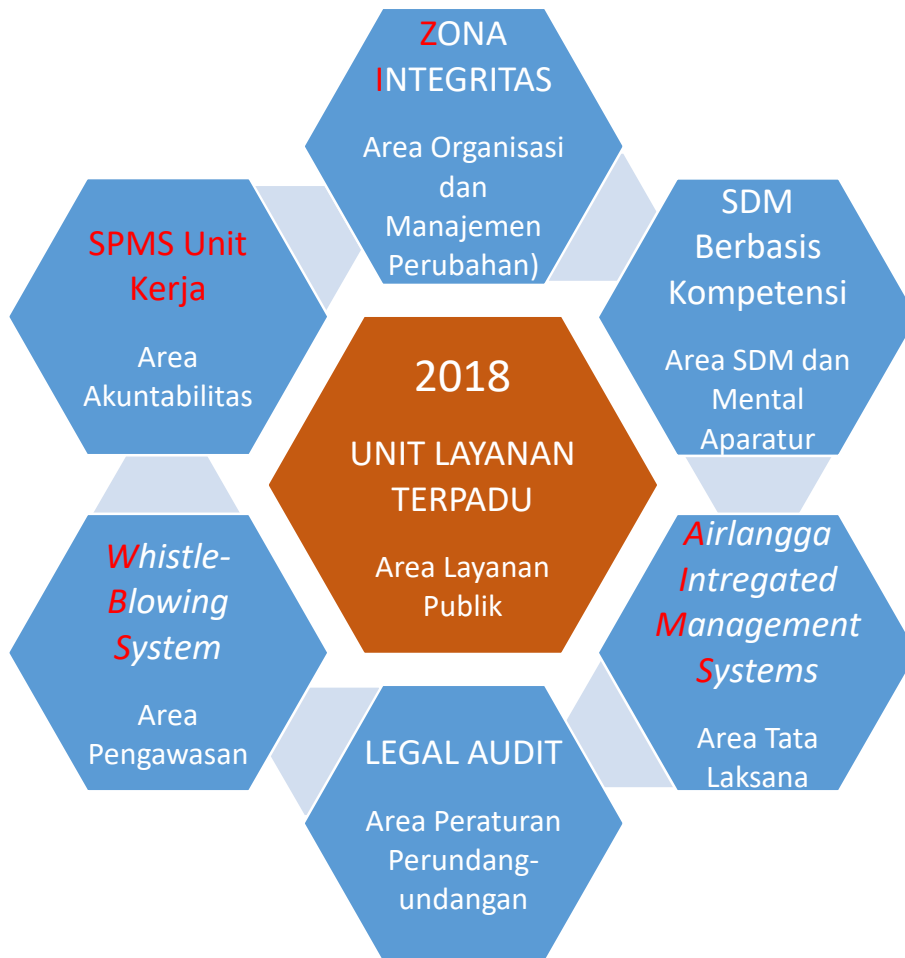 ZONA
INTEGRITAS
Area Organisasi
dan
Manajemen
Perubahan)
SDM
Berbasis
Kompetensi
Area SDM dan
Mental
Aparatur
SPMS Unit
Kerja
Area
Akuntabilitas
2018
UNIT LAYANAN
TERPADU
Area Layanan
Publik
Whistle-
Blowing
System
Area
Pengawasan
Airlangga
Intregated
Management
Systems
Area Tata
Laksana
LEGAL AUDIT
Area Peraturan
Perundang-
undangan